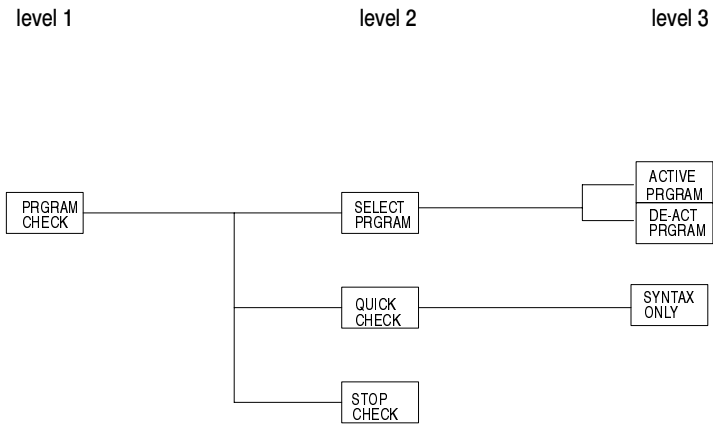 level 1
level 2
level 3
PRGRAM
CHECK
SELECT
PRGRAM
ACTIVE
PRGRAM
DE-ACT
PRGRAM
QUICK
CHECK
SYNTAX
ONLY
STOP
CHECK